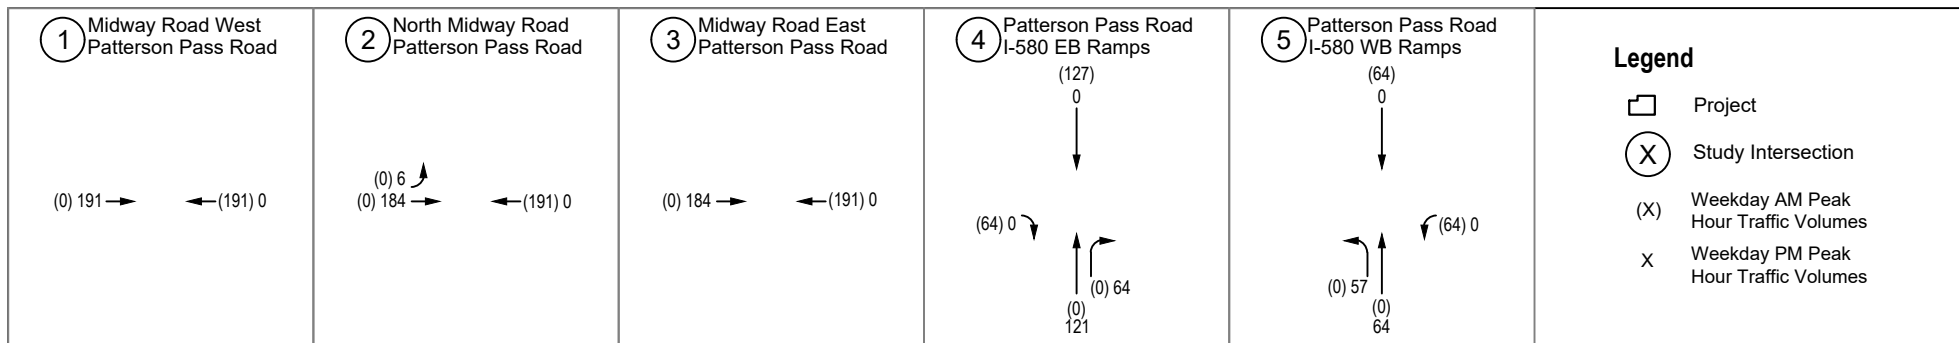 1
Midway Road West
Patterson Pass Road
(0) 191
(191) 0
2
North Midway Road
Patterson Pass Road
(0) 6
(0) 184
(191) 0
3
Midway Road East
Patterson Pass Road
(0) 184
(191) 0
4
Patterson Pass Road
I-580 EB Ramps
(127)
0
(64) 0
(0) 64
(0)
121
5
Patterson Pass Road
I-580 WB Ramps
(64)
0
(64) 0
(0) 57
(0)
64
Legend
Project
X
Study Intersection
(X)
Weekday AM Peak
Hour Traffic Volumes
X
Weekday PM Peak
Hour Traffic Volumes